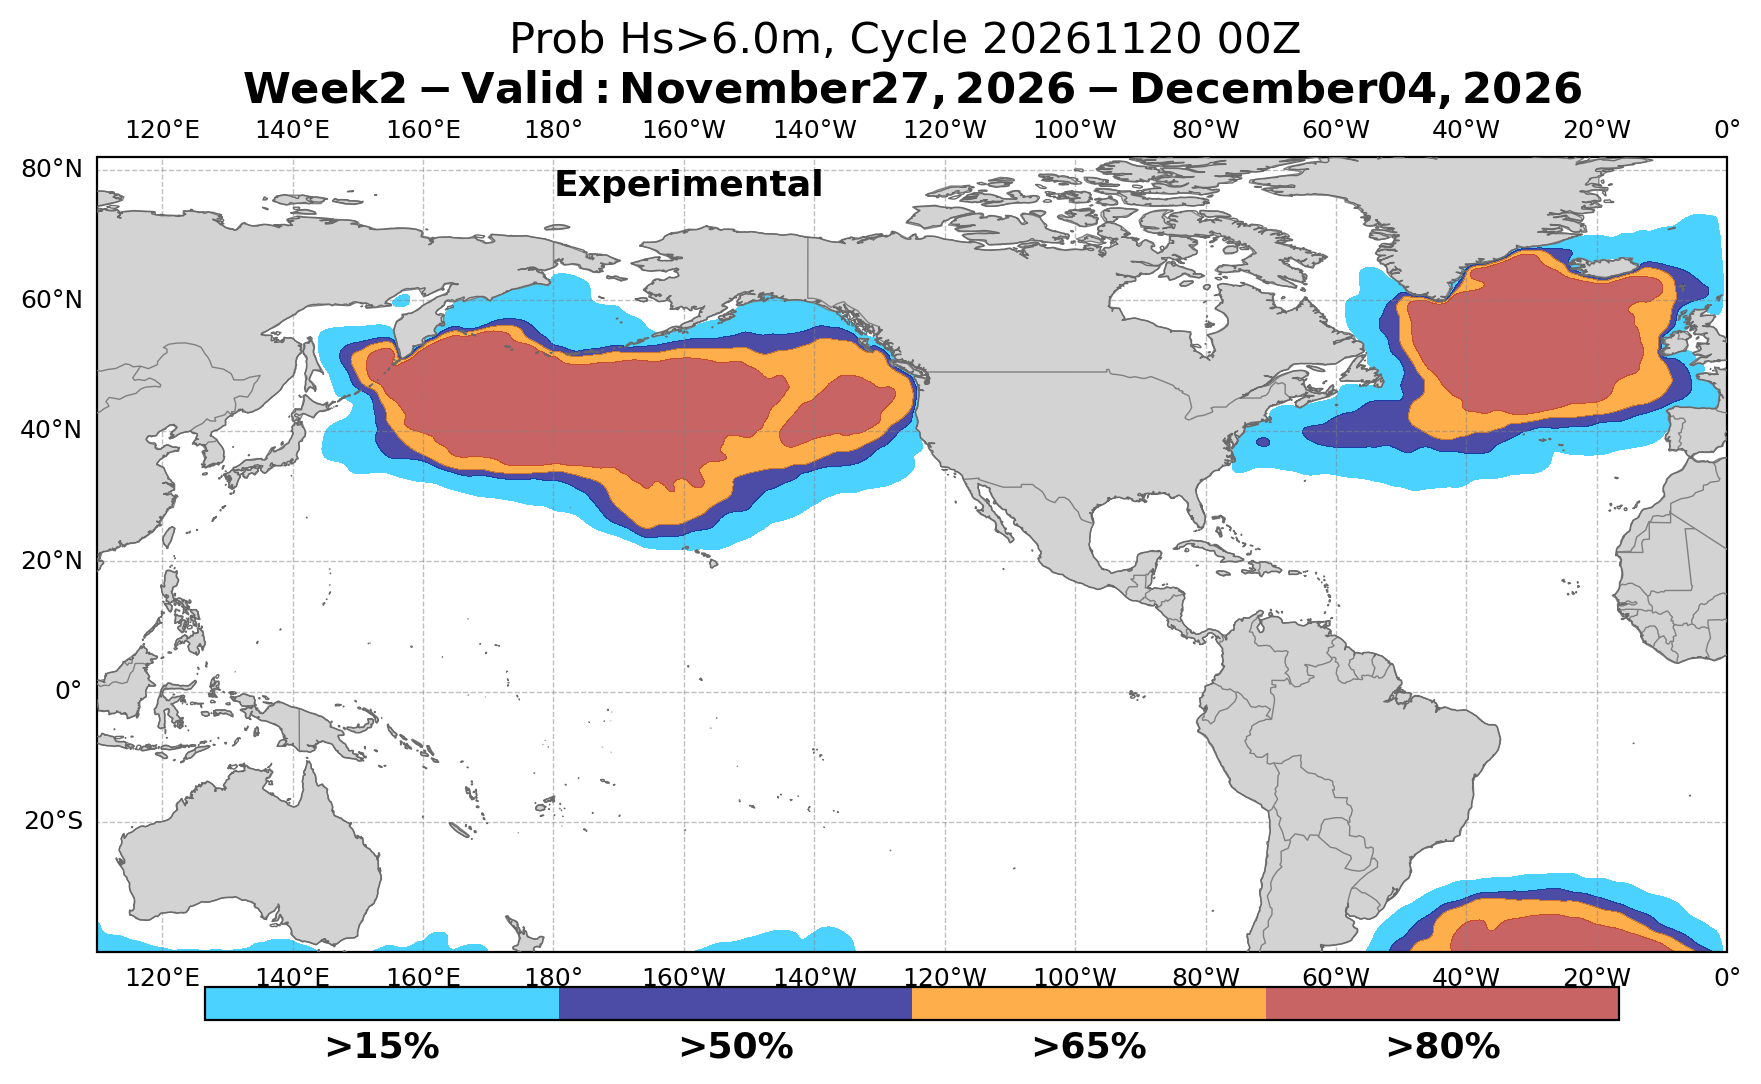 Prob Hs>6.0m, Cycle 20261120 00Z
Week2 − Valid : November27, 2026 − December04, 2026
120°E 140°E 160°E 180° 160°W 140°W 120°W 100°W 80°W 60°W 40°W 20°W 0°
80°N
Experimental
60°N
40°N
20°N
0°
20°S
120°E 140°E 160°E 180° 160°W 140°W 120°W 100°W 80°W 60°W 40°W 20°W 0°
>15% >50% >65% >80%